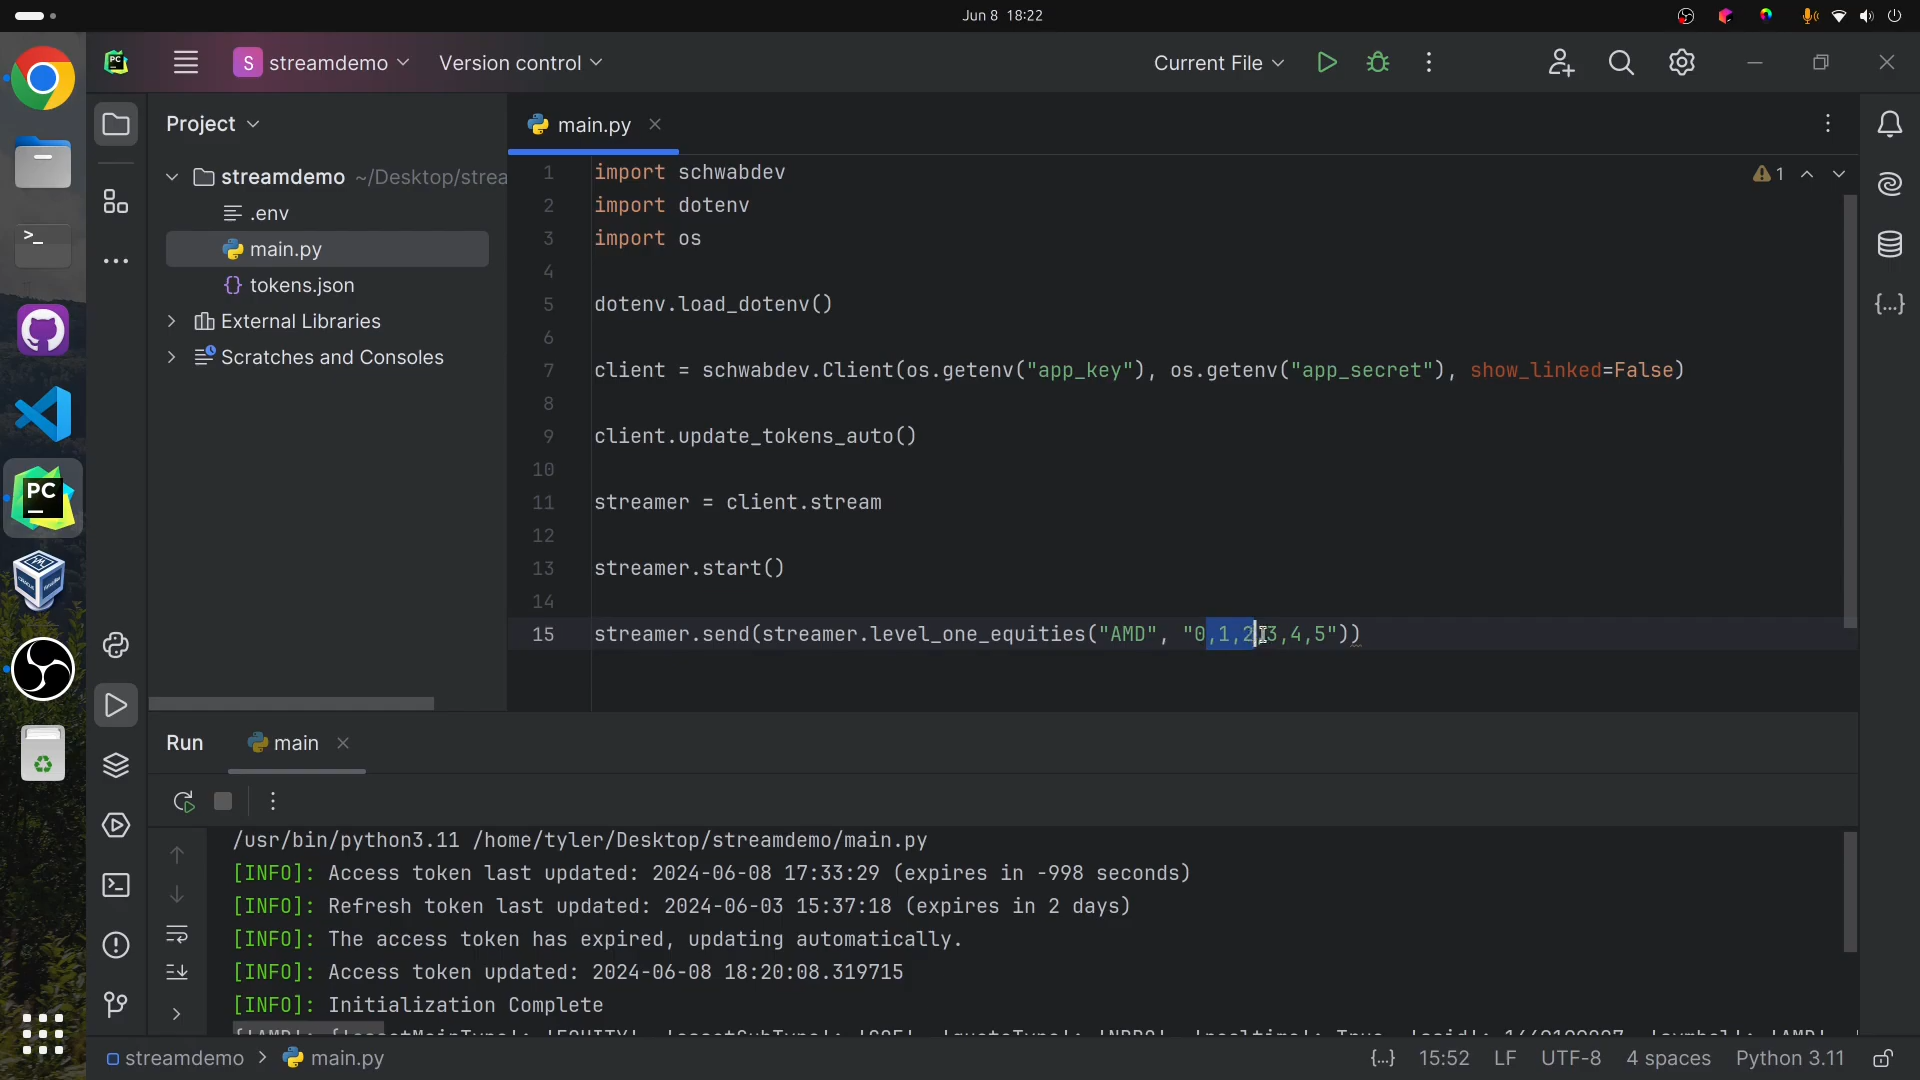 Jun 8 18:22
PC
S streamdemo
Version control
Current File
Project
main.py
streamdemo ~/Desktop/strea
.env
main.py
tokens.json
External Libraries
Scratches and Consoles
1 import schwabdev
2 import dotenv
3 import os
4
5 dotenv.load_dotenv()
6
7 client = schwabdev.Client(os.getenv("app_key"), os.getenv("app_secret"), show_linked=False)
8
9 client.update_tokens_auto()
10
11 streamer = client.stream
12
13 streamer.start()
14
15 streamer.send(streamer.level_one_equities("AMD", "0,1,2,3,4,5"))
1
PC
Run
main
/usr/bin/python3.11 /home/tyler/Desktop/streamdemo/main.py
[INFO]: Access token last updated: 2024-06-08 17:33:29 (expires in -998 seconds)
[INFO]: Refresh token last updated: 2024-06-03 15:37:18 (expires in 2 days)
[INFO]: The access token has expired, updating automatically.
[INFO]: Access token updated: 2024-06-08 18:20:08.319715
[INFO]: Initialization Complete
streamdemo > main.py
{...} 15:52 LF UTF-8 4 spaces Python 3.11